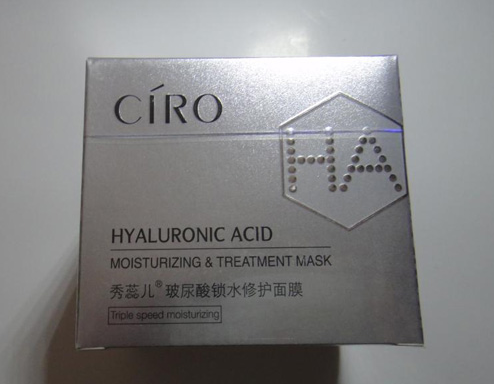 CÍRO
HA
HYALURONIC ACID
MOISTURIZING & TREATMENT MASK
秀蕊儿®玻尿酸锁水修护面膜
Triple speed moisturizing